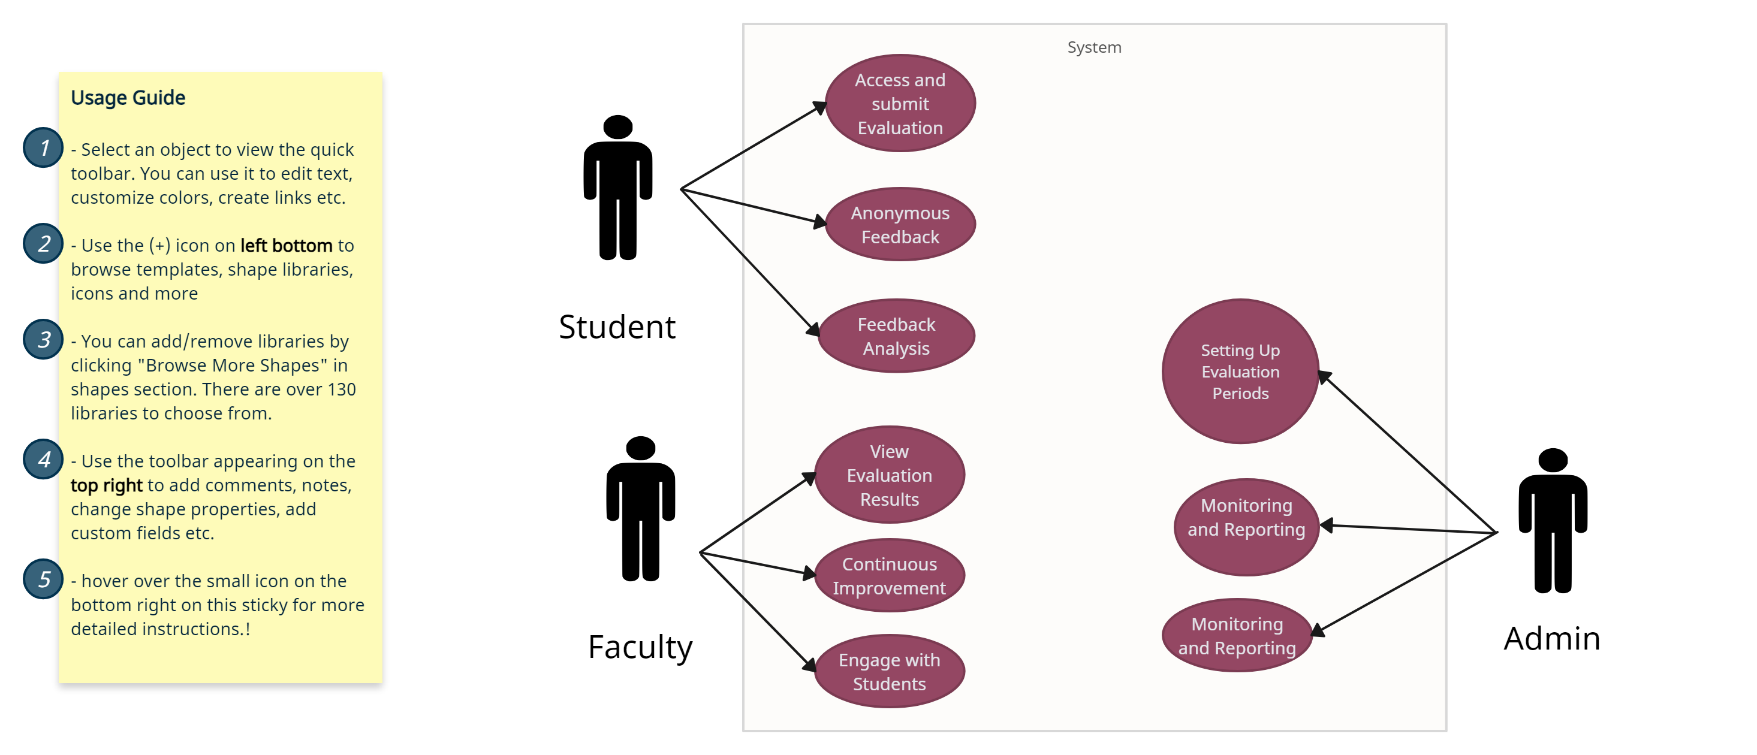 Usage Guide
1
- Select an object to view the quick
toolbar. You can use it to edit text,
customize colors, create links etc.
2
- Use the (+) icon on left bottom to
browse templates, shape libraries,
icons and more
3
- You can add/remove libraries by
clicking "Browse More Shapes" in
shapes section. There are over 130
libraries to choose from.
4
- Use the toolbar appearing on the
top right to add comments, notes,
change shape properties, add
custom fields etc.
5
- hover over the small icon on the
bottom right on this sticky for more
detailed instructions.!
System
Student
Access and
submit
Evaluation
Anonymous
Feedback
Feedback
Analysis
Faculty
View
Evaluation
Results
Continuous
Improvement
Engage with
Students
Setting Up
Evaluation
Periods
Monitoring
and Reporting
Monitoring
and Reporting
Admin